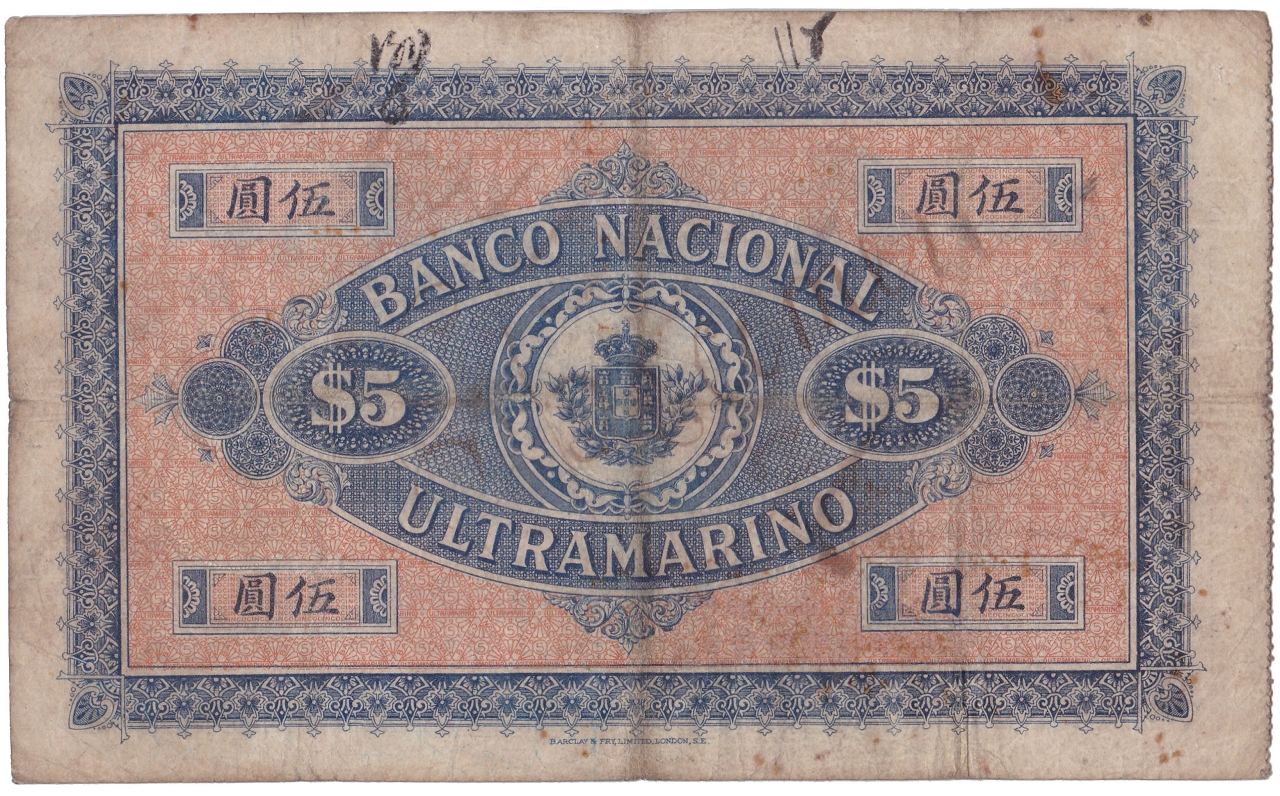 圓伍 圓伍
BANCO NACIONAL
$5 $5
ULTRAMARINO
圓伍 圓伍
BARCLAY & FRY, LIMITED, LONDON, S.E.